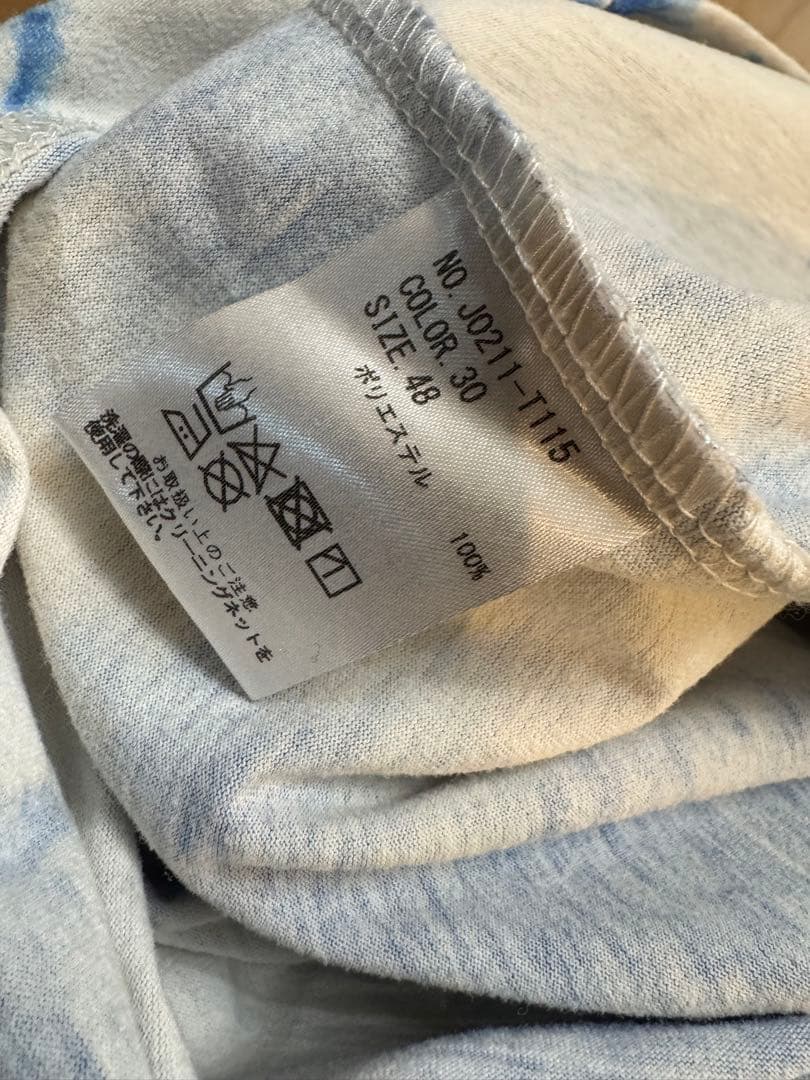 NO. J0211-T115
COLOR. 30
SIZE. 48
ポリエステル 100%
お取扱い上のご注意
洗濯の際にはクリーニングネットを
使用して下さい。